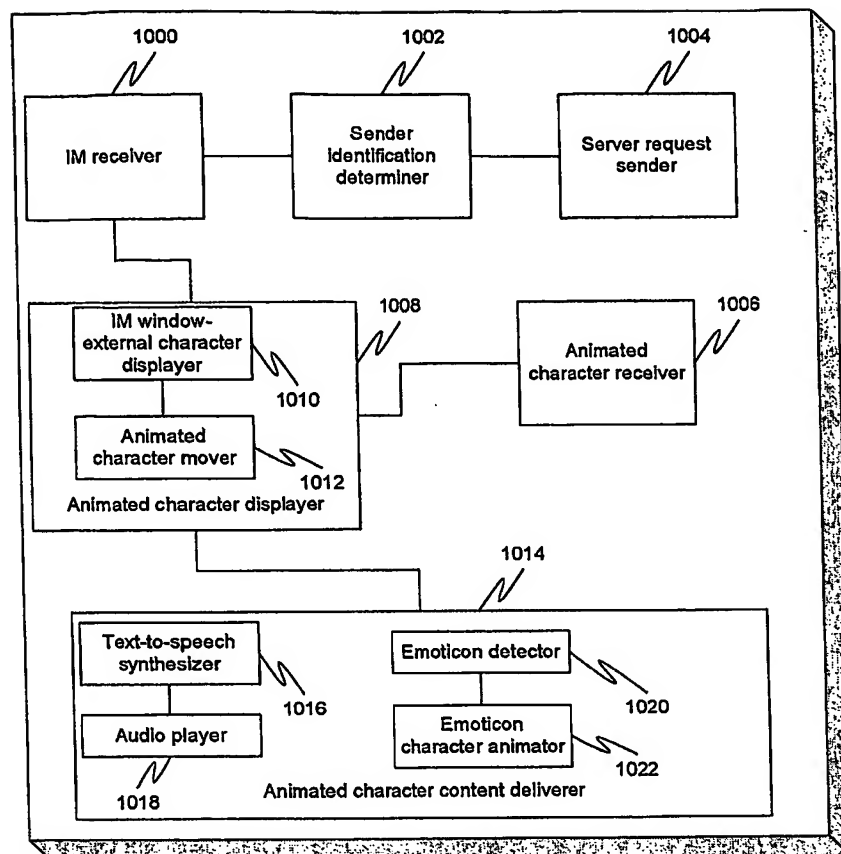 1000
1002
1004
IM receiver
Sender
identification
determiner
Server request
sender
IM window-
external character
displayer
1008
1006
1010
Animated
character receiver
Animated
character mover
1012
Animated character displayer
1014
Text-to-speech
synthesizer
Emoticon detector
1016
1020
Audio player
Emoticon
character animator
1018
1022
Animated character content deliverer